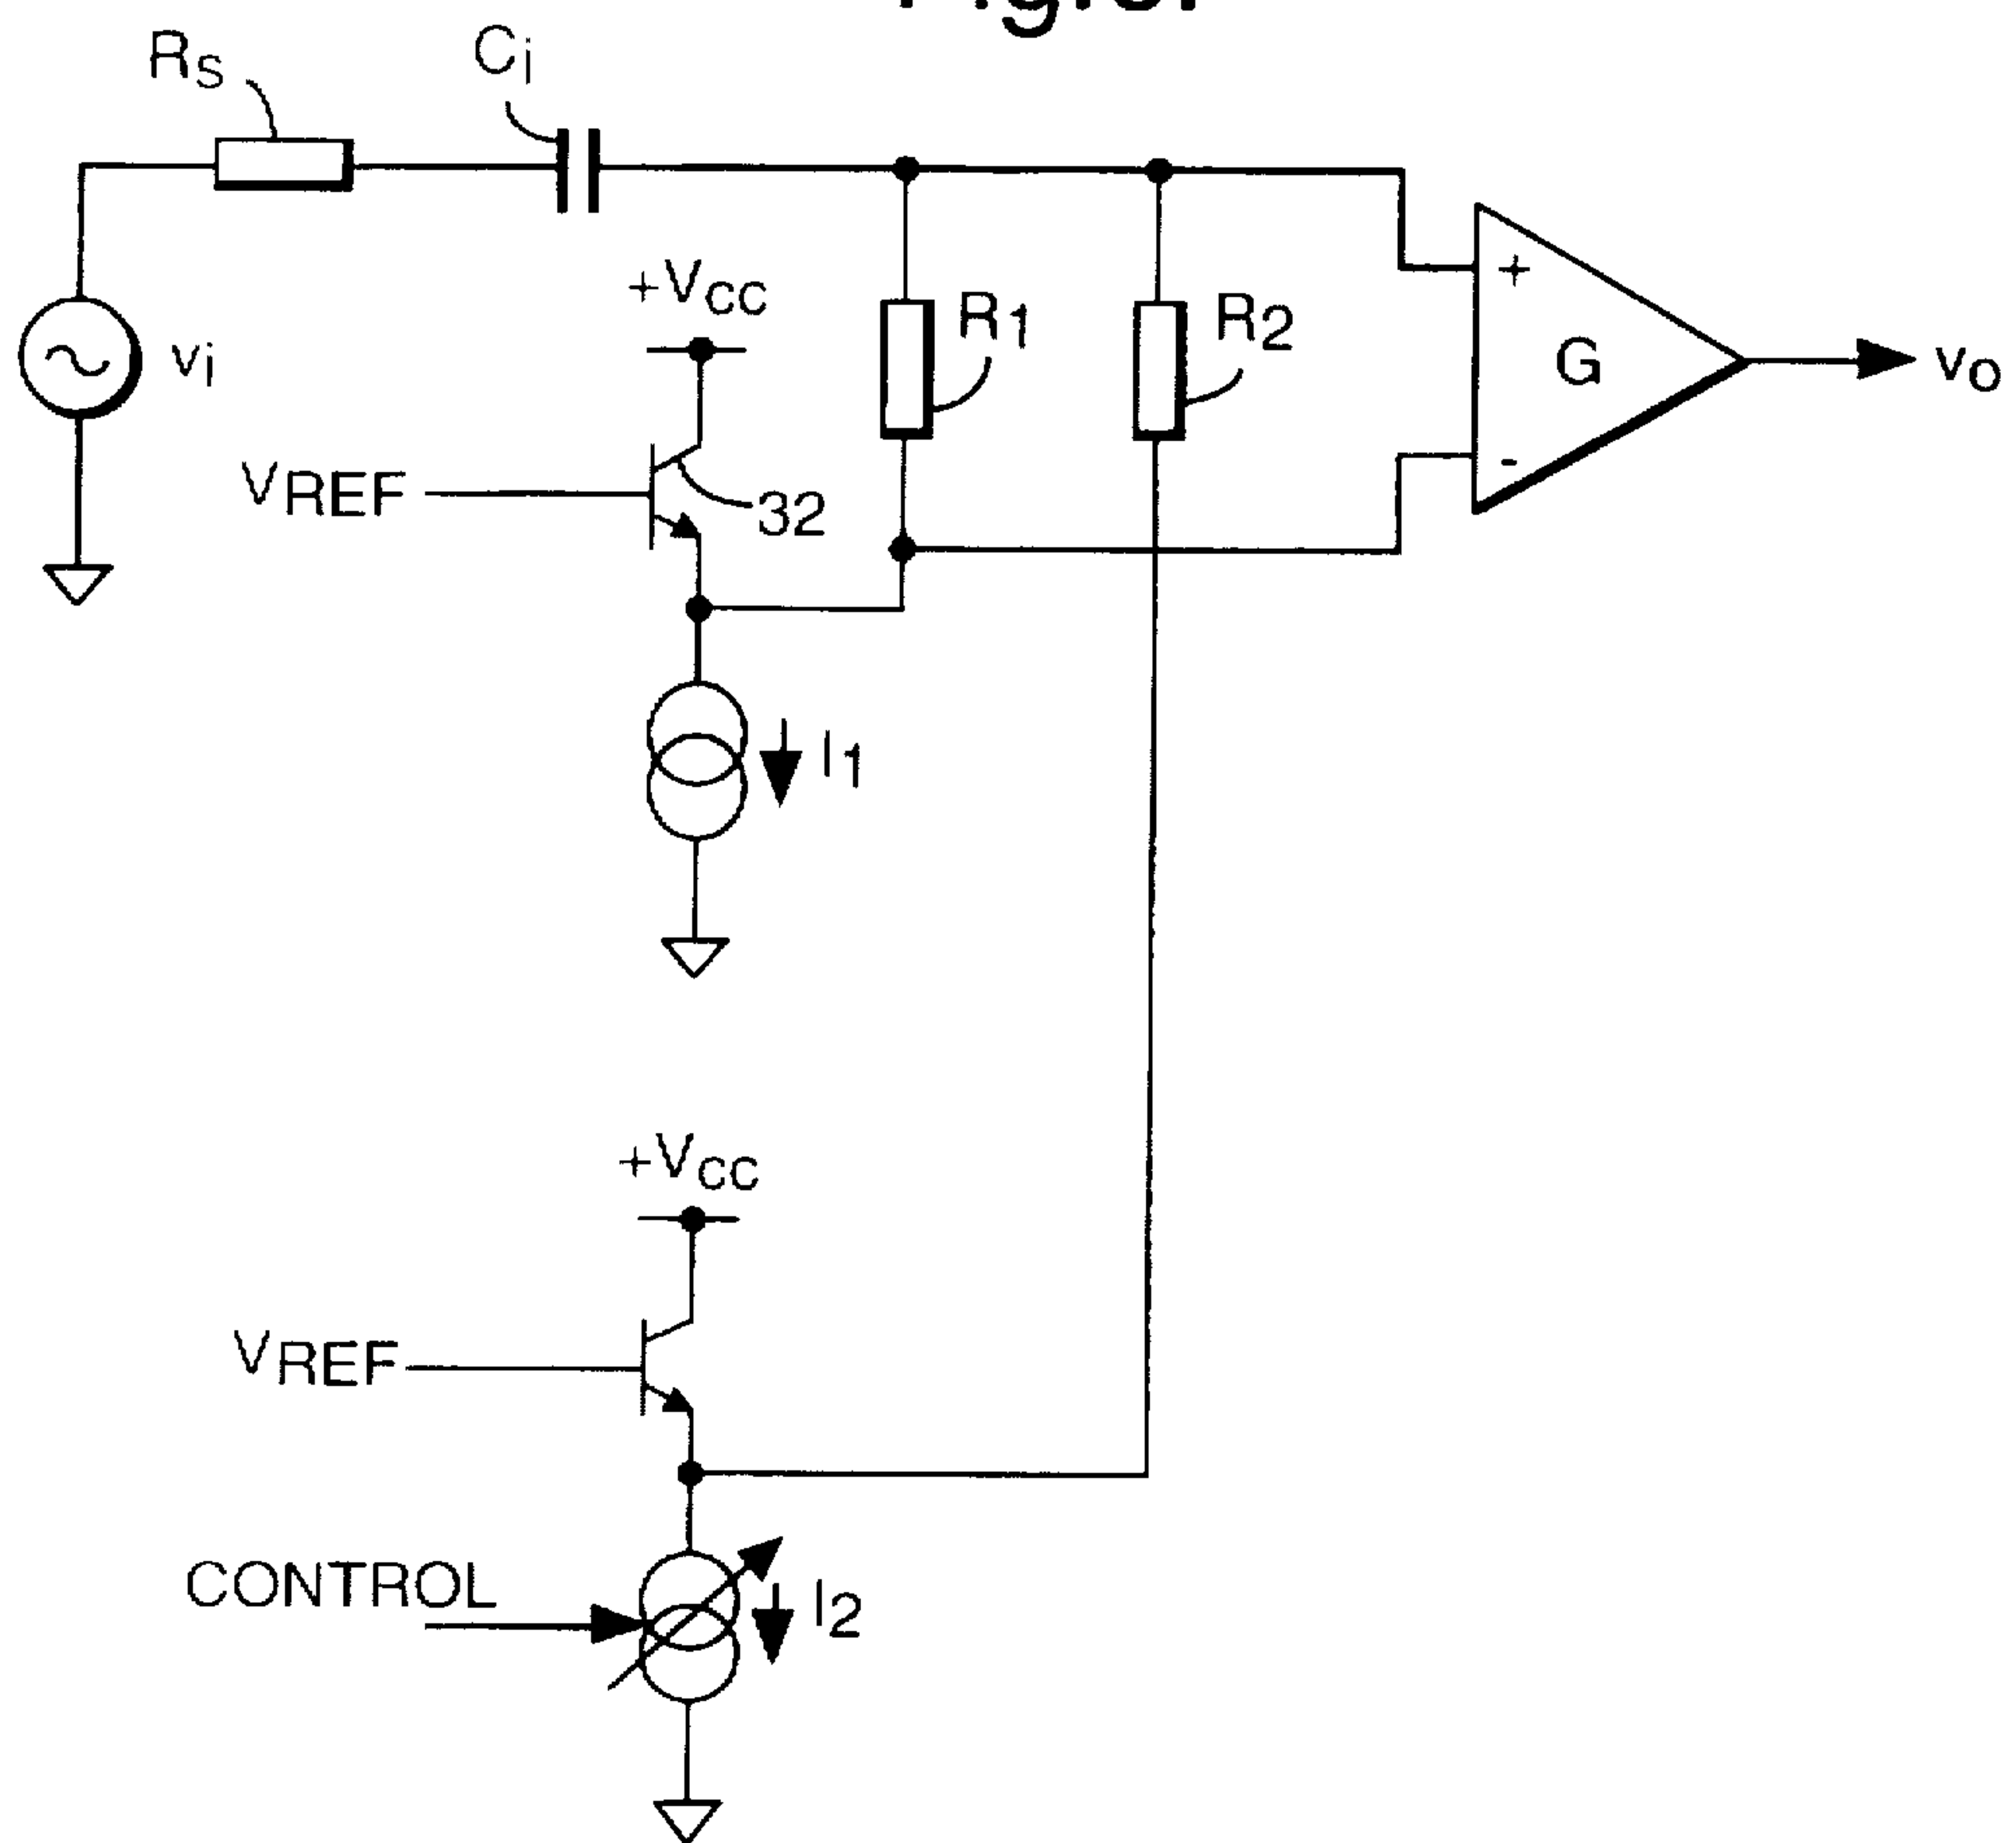 RS
Ci
+VCC
R1
R2
+
G
vi
vo
VREF
32
-
I1
+VCC
VREF
CONTROL
I2